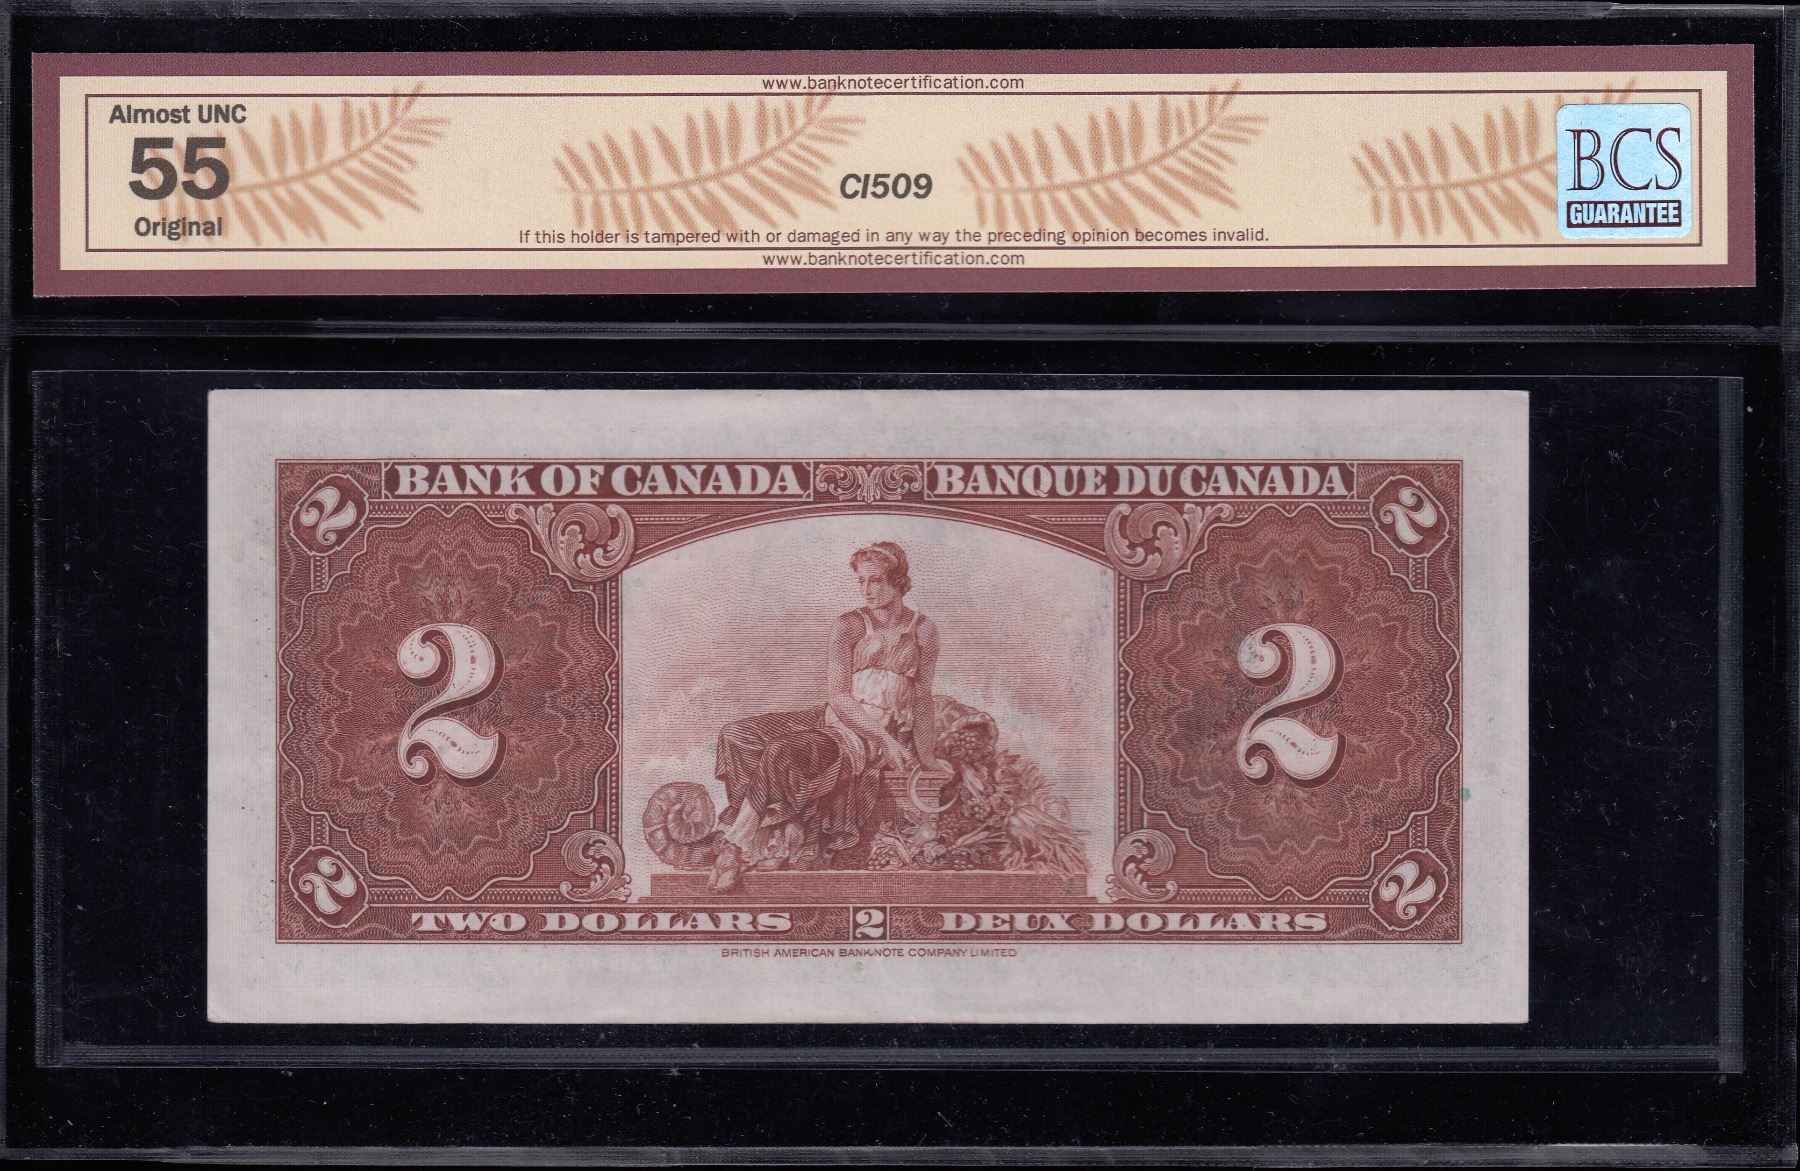 www.banknotecertification.com
Almost UNC
55
Original
CI509
BCS
GUARANTEE
If this holder is tampered with or damaged in any way the preceding opinion becomes invalid.
www.banknotecertification.com
2 BANK OF CANADA BANQUE DU CANADA 2
2 2
2 TWO DOLLARS 2 DEUX DOLLARS 2
BRITISH AMERICAN BANK NOTE COMPANY LIMITED